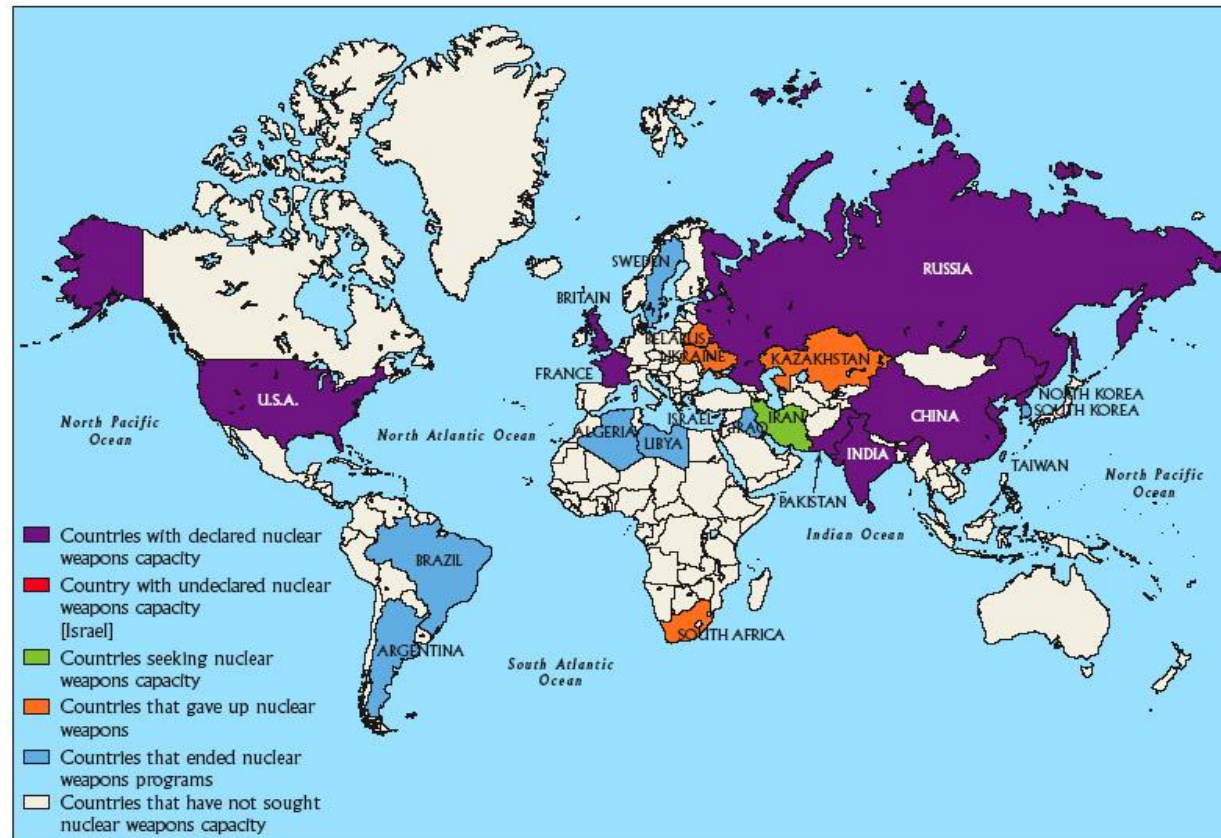 RUSSIA
SWEDEN
BRITAIN
BELARUS
UKRAINE
KAZAKHSTAN
FRANCE
NORTH KOREA
SOUTH KOREA
U.S.A.
CHINA
North Pacific
Ocean
North Atlantic Ocean
ISRAEL
ALGERIA
IRAQ
IRAN
LIBYA
INDIA
TAIWAN
North Pacific
Ocean
PAKISTAN
Indian Ocean
BRAZIL
SOUTH AFRICA
ARGENTINA
South Atlantic
Ocean
Countries with declared nuclear
weapons capacity
Country with undeclared nuclear
weapons capacity
[Israel]
Countries seeking nuclear
weapons capacity
Countries that gave up nuclear
weapons
Countries that ended nuclear
weapons programs
Countries that have not sought
nuclear weapons capacity